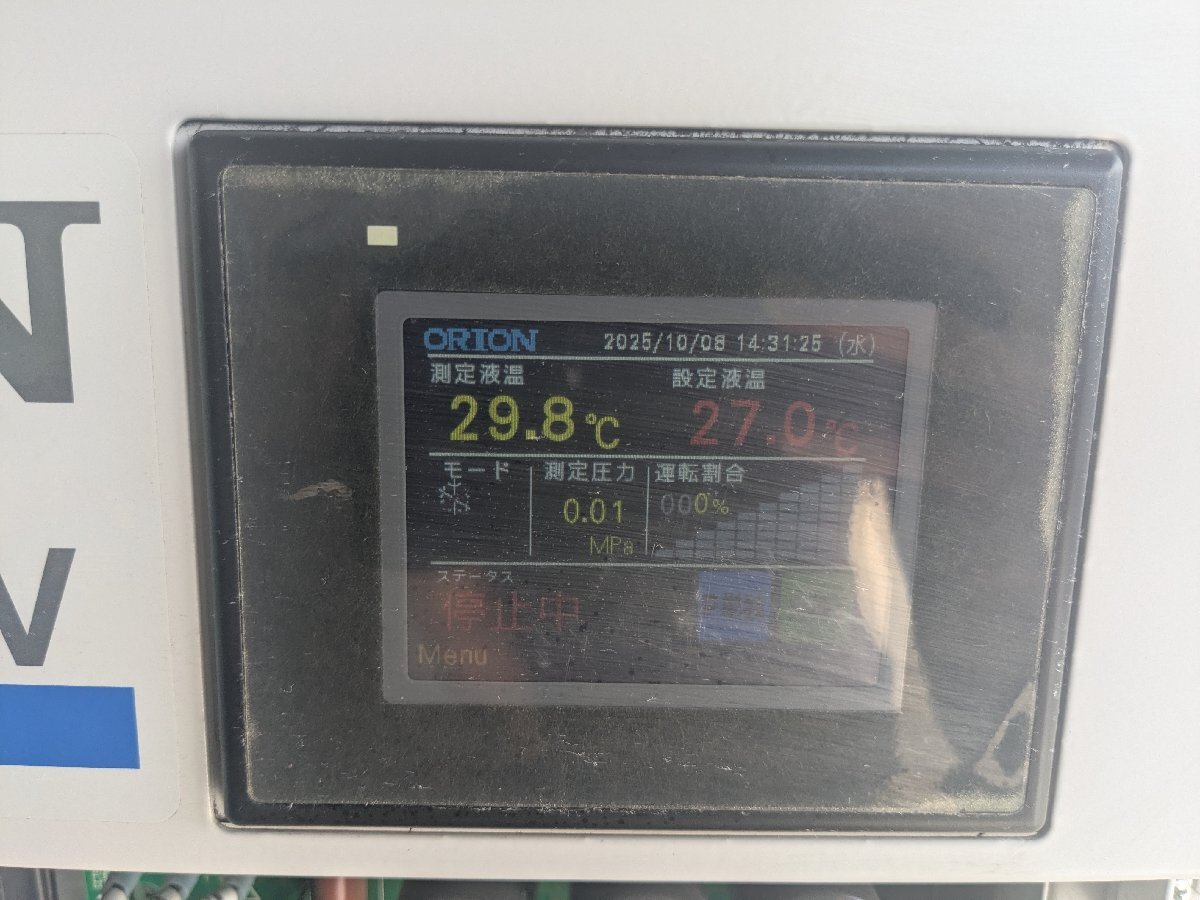 N
V
ORION 2025/10/08 14:31:25 (水)
測定液温 設定液温
29.8℃ 27.0℃
モード 測定圧力 運転割合
0.01 000%
MPa
ステータス
停止中
Menu